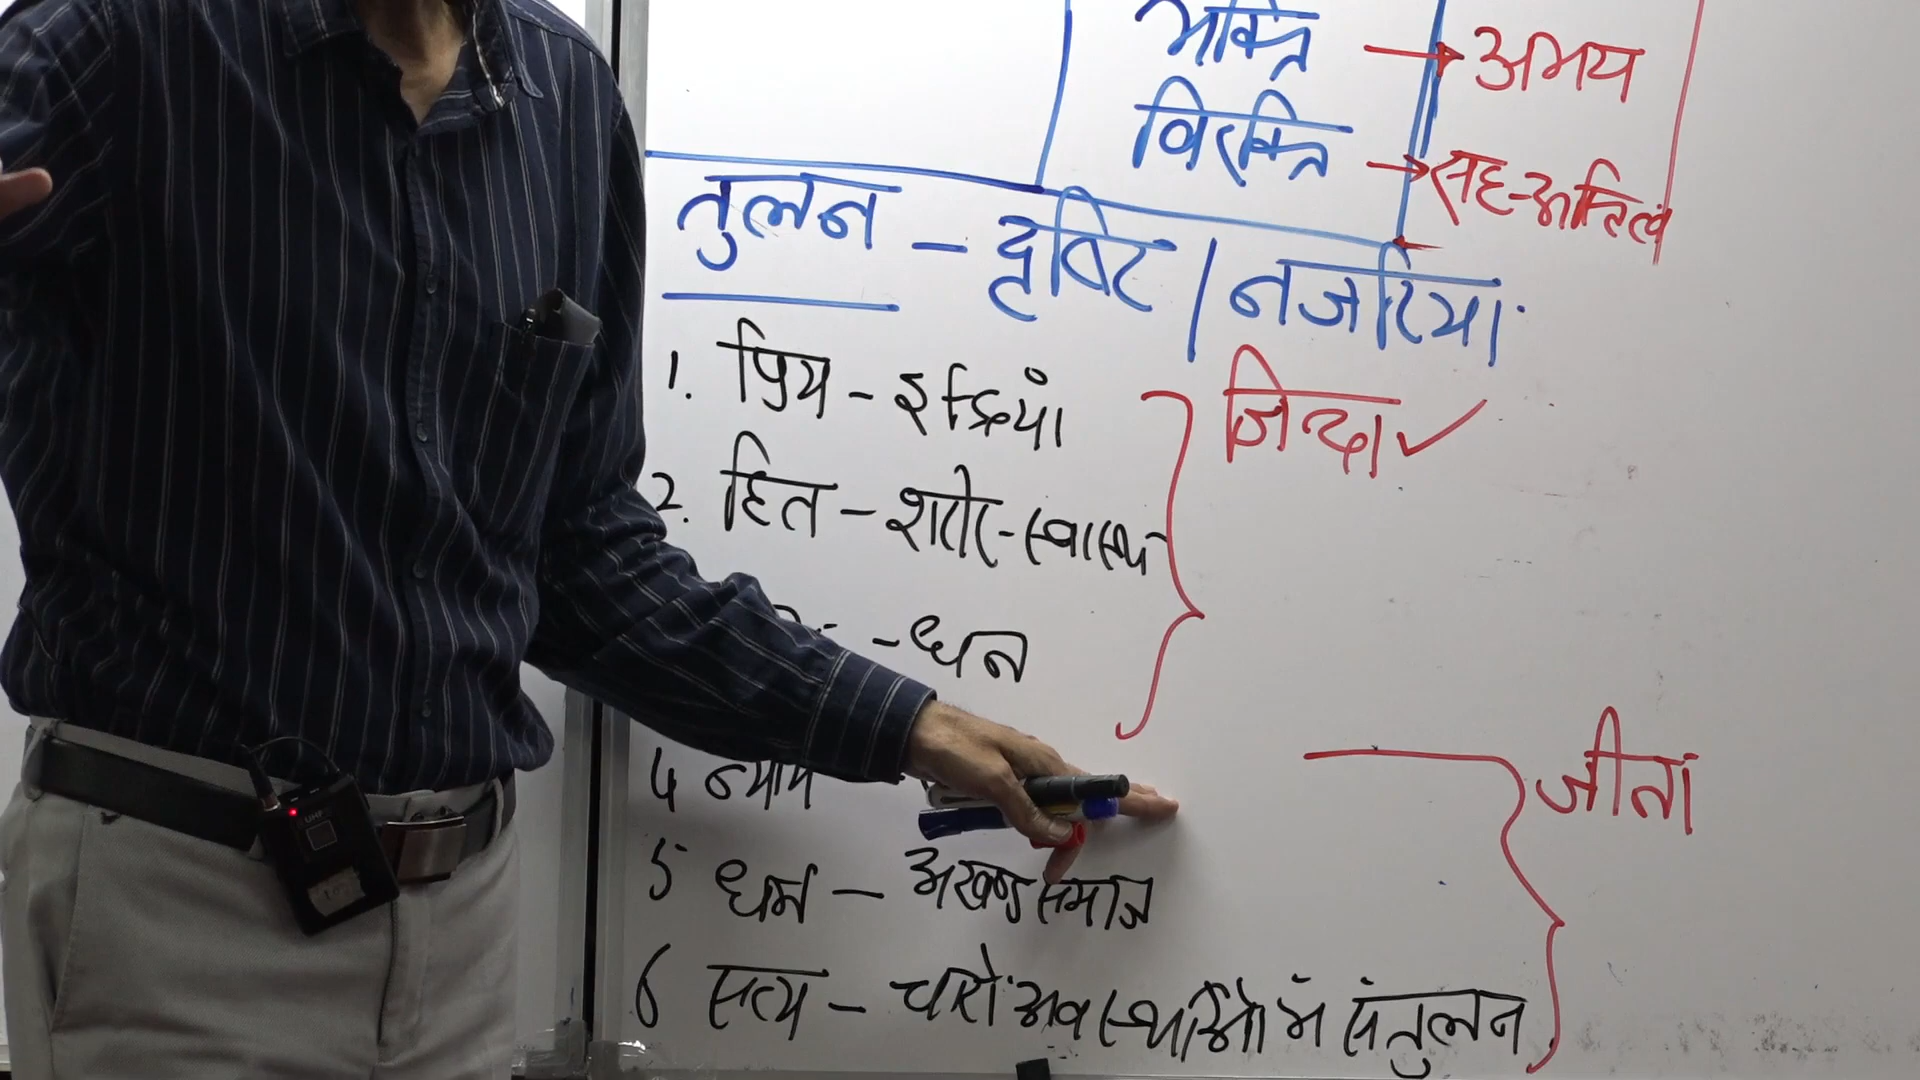 भक्ति → अभय
विरक्ति → सह-अस्तित्व
तुलन - दृष्टि / नजरिया
1. प्रिय - इन्द्रियां
जिन्दा ✓
2. हित - शरीर-स्वास्थ्य
- धन
4 न्याय -
जीना
5 धर्म - अखण्ड समाज
6 सत्य - चारों अवस्थाओं में संतुलन